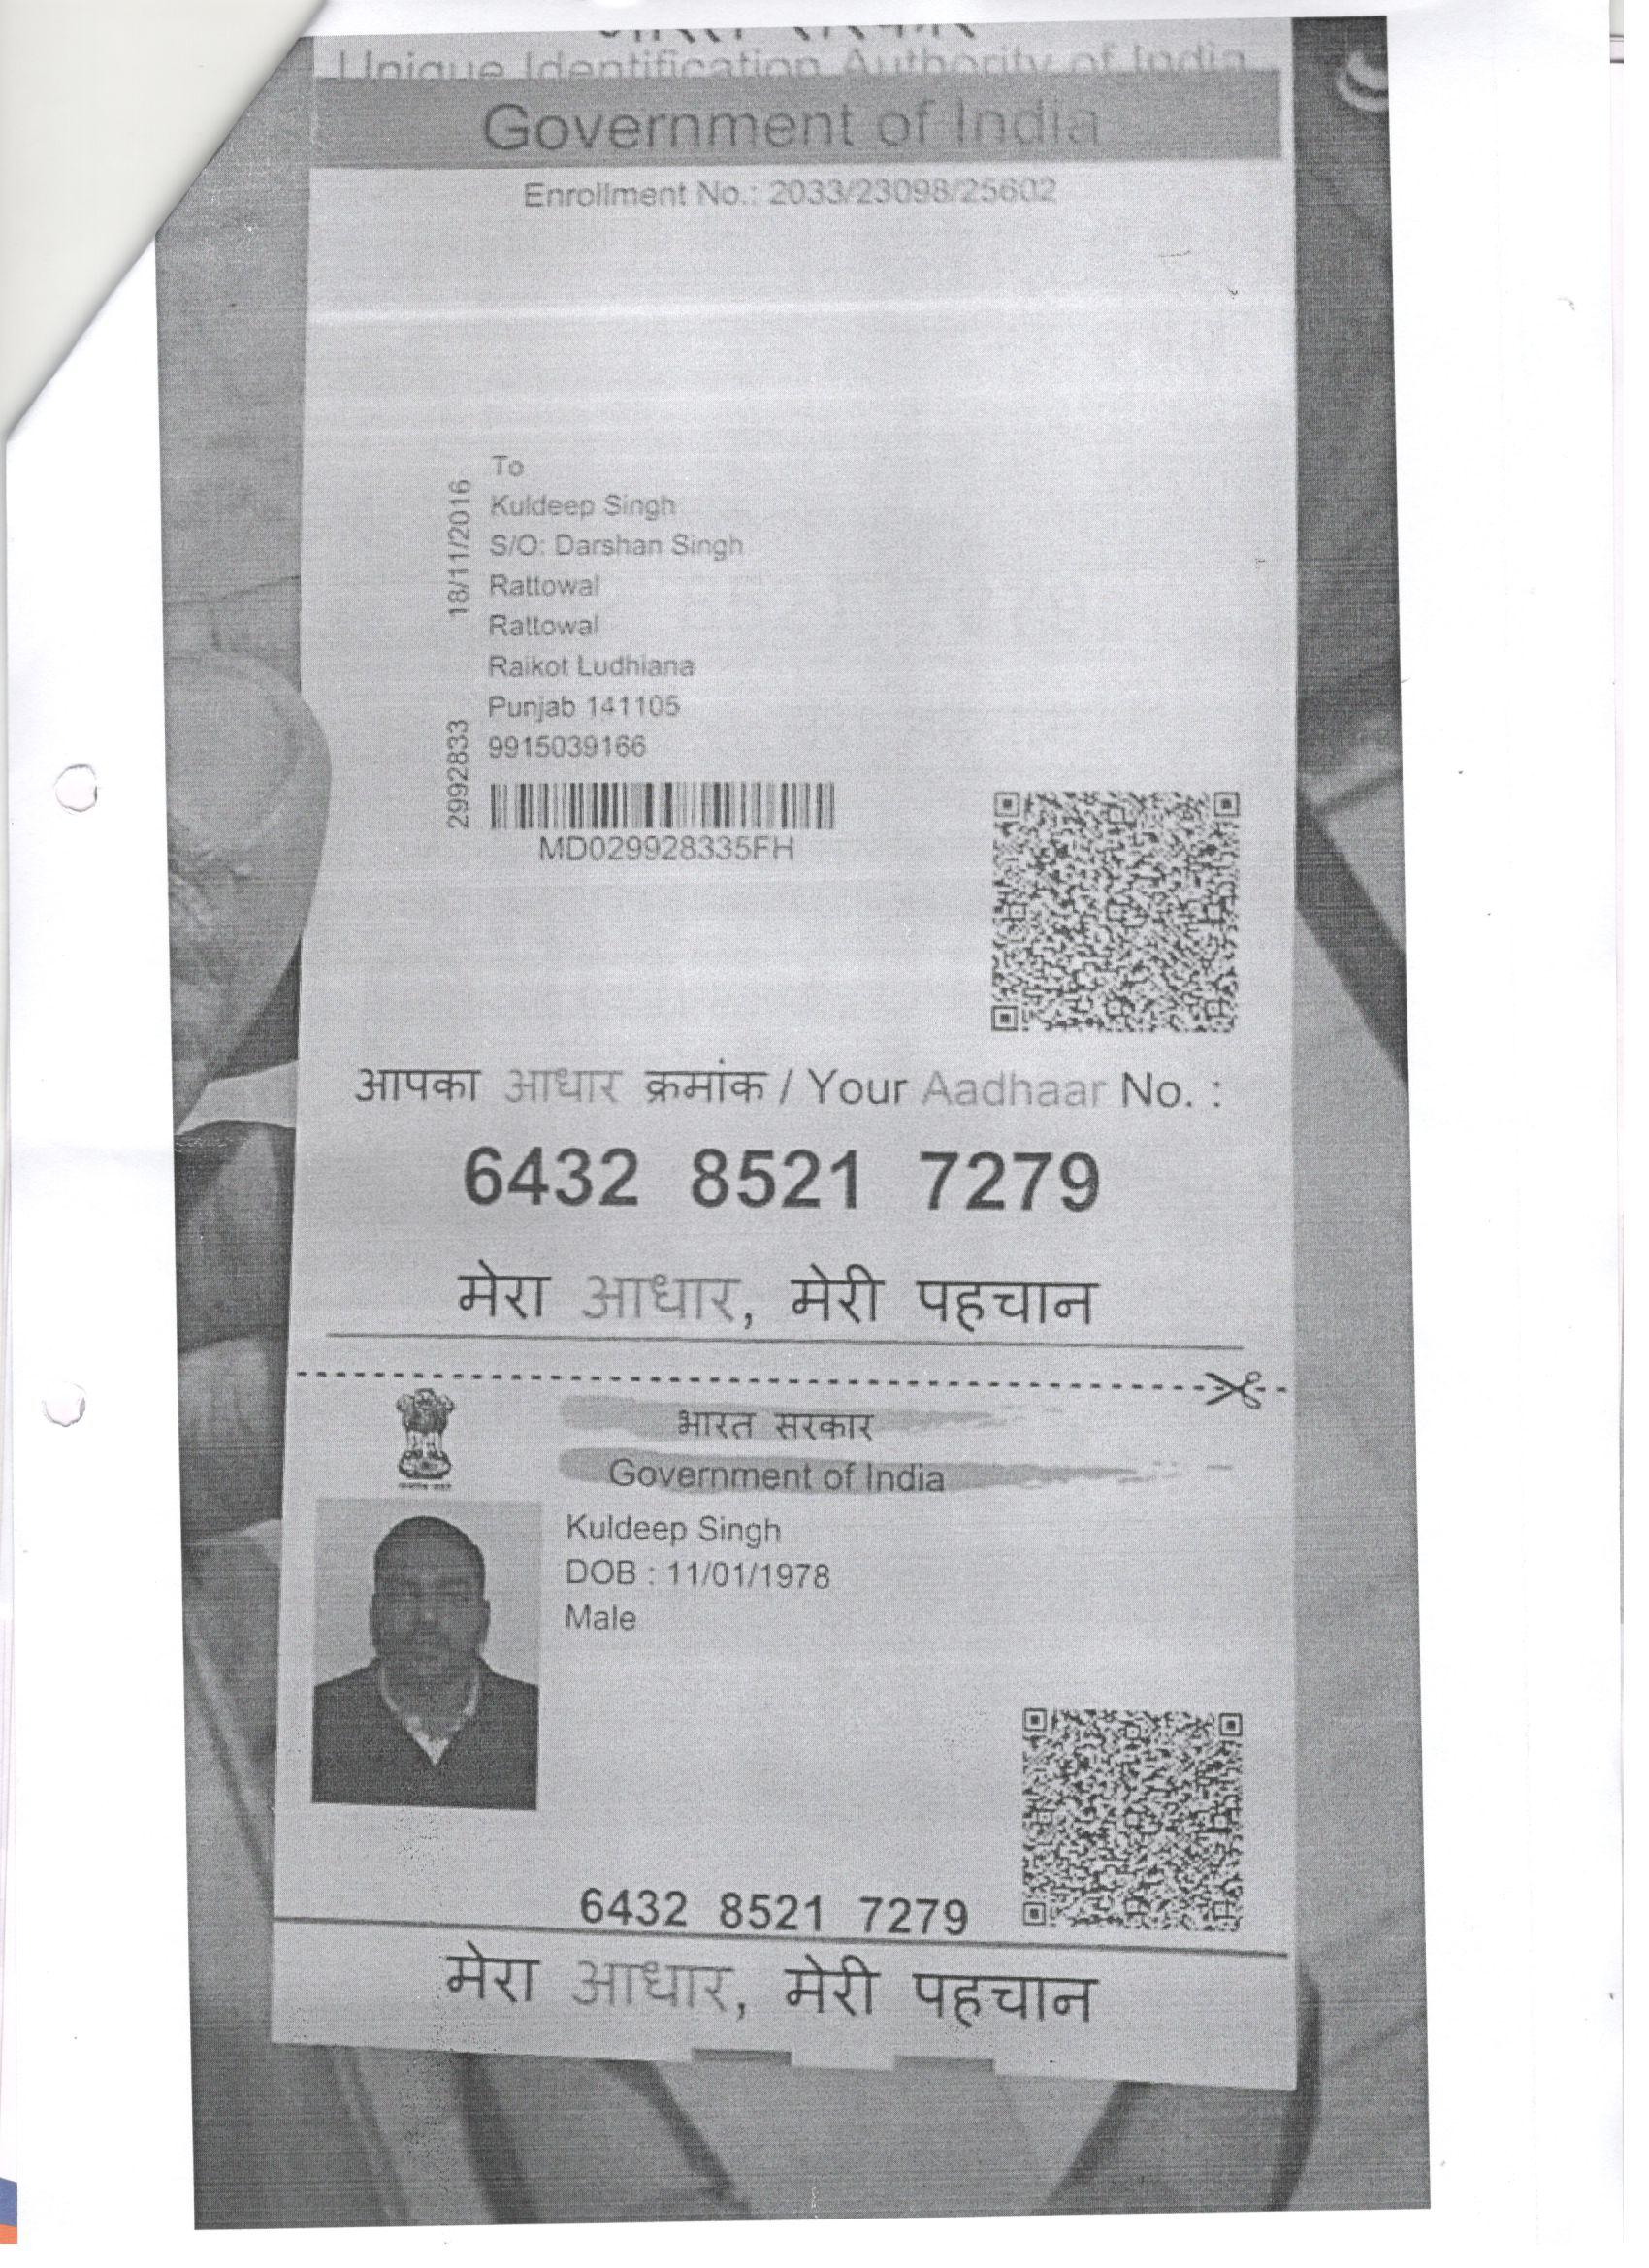 भारत सरकार
Unique Identification Authority of India
Government of India
Enrollment No.: 2033/23098/25602
18/11/2016
2992833
To
Kuldeep Singh
S/O: Darshan Singh
Rattowal
Rattowal
Raikot Ludhiana
Punjab 141105
9915039166
MD029928335FH
आपका आधार क्रमांक / Your Aadhaar No. :
6432 8521 7279
मेरा आधार, मेरी पहचान
भारत सरकार
Government of India
Kuldeep Singh
DOB : 11/01/1978
Male
6432 8521 7279
मेरा आधार, मेरी पहचान